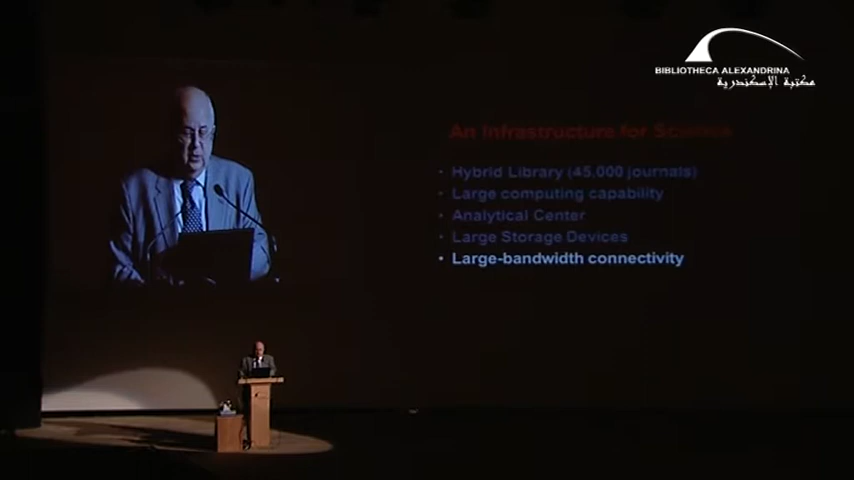 BIBLIOTHECA ALEXANDRINA
مكتبة الإسكندرية
An Infrastructure for Science
· Hybrid Library (45,000 journals)
· Large computing capability
· Analytical Center
· Large Storage Devices
· Large-bandwidth connectivity